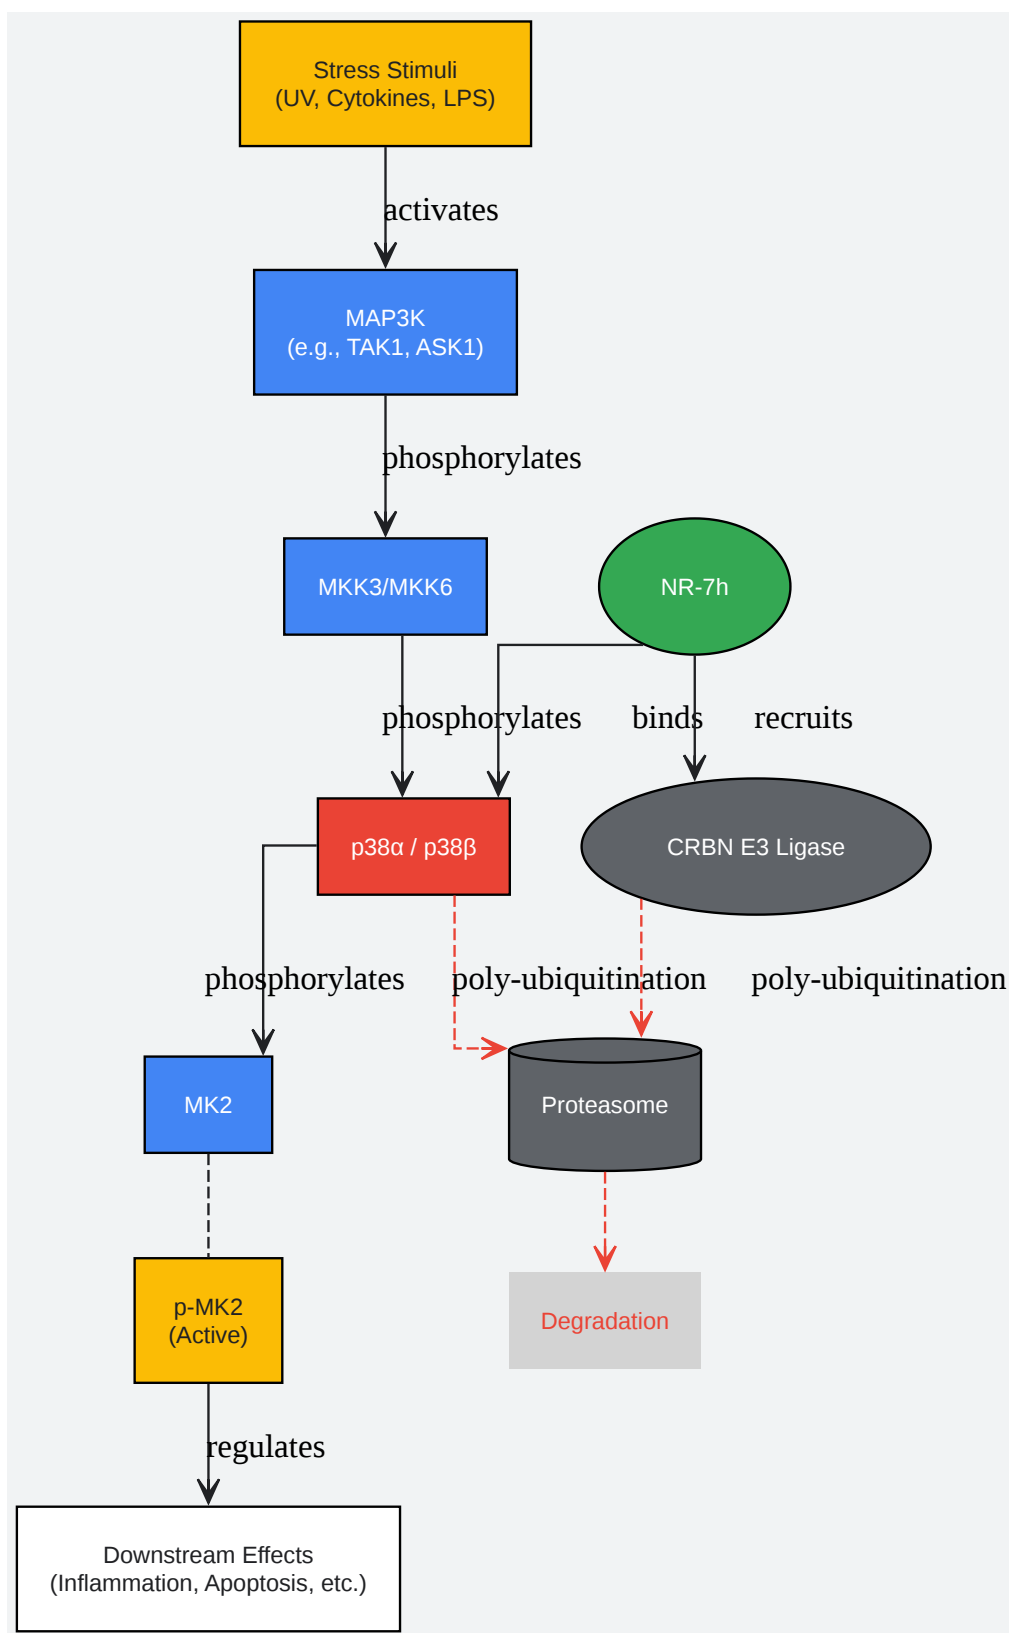 Stress Stimuli
(UV, Cytokines, LPS)
activates
MAP3K
(e.g., TAK1, ASK1)
phosphorylates
MKK3/MKK6
NR-7h
phosphorylates
binds
recruits
p38α / p38β
CRBN E3 Ligase
phosphorylates
poly-ubiquitination
poly-ubiquitination
MK2
Proteasome
p-MK2
(Active)
Degradation
regulates
Downstream Effects
(Inflammation, Apoptosis, etc.)